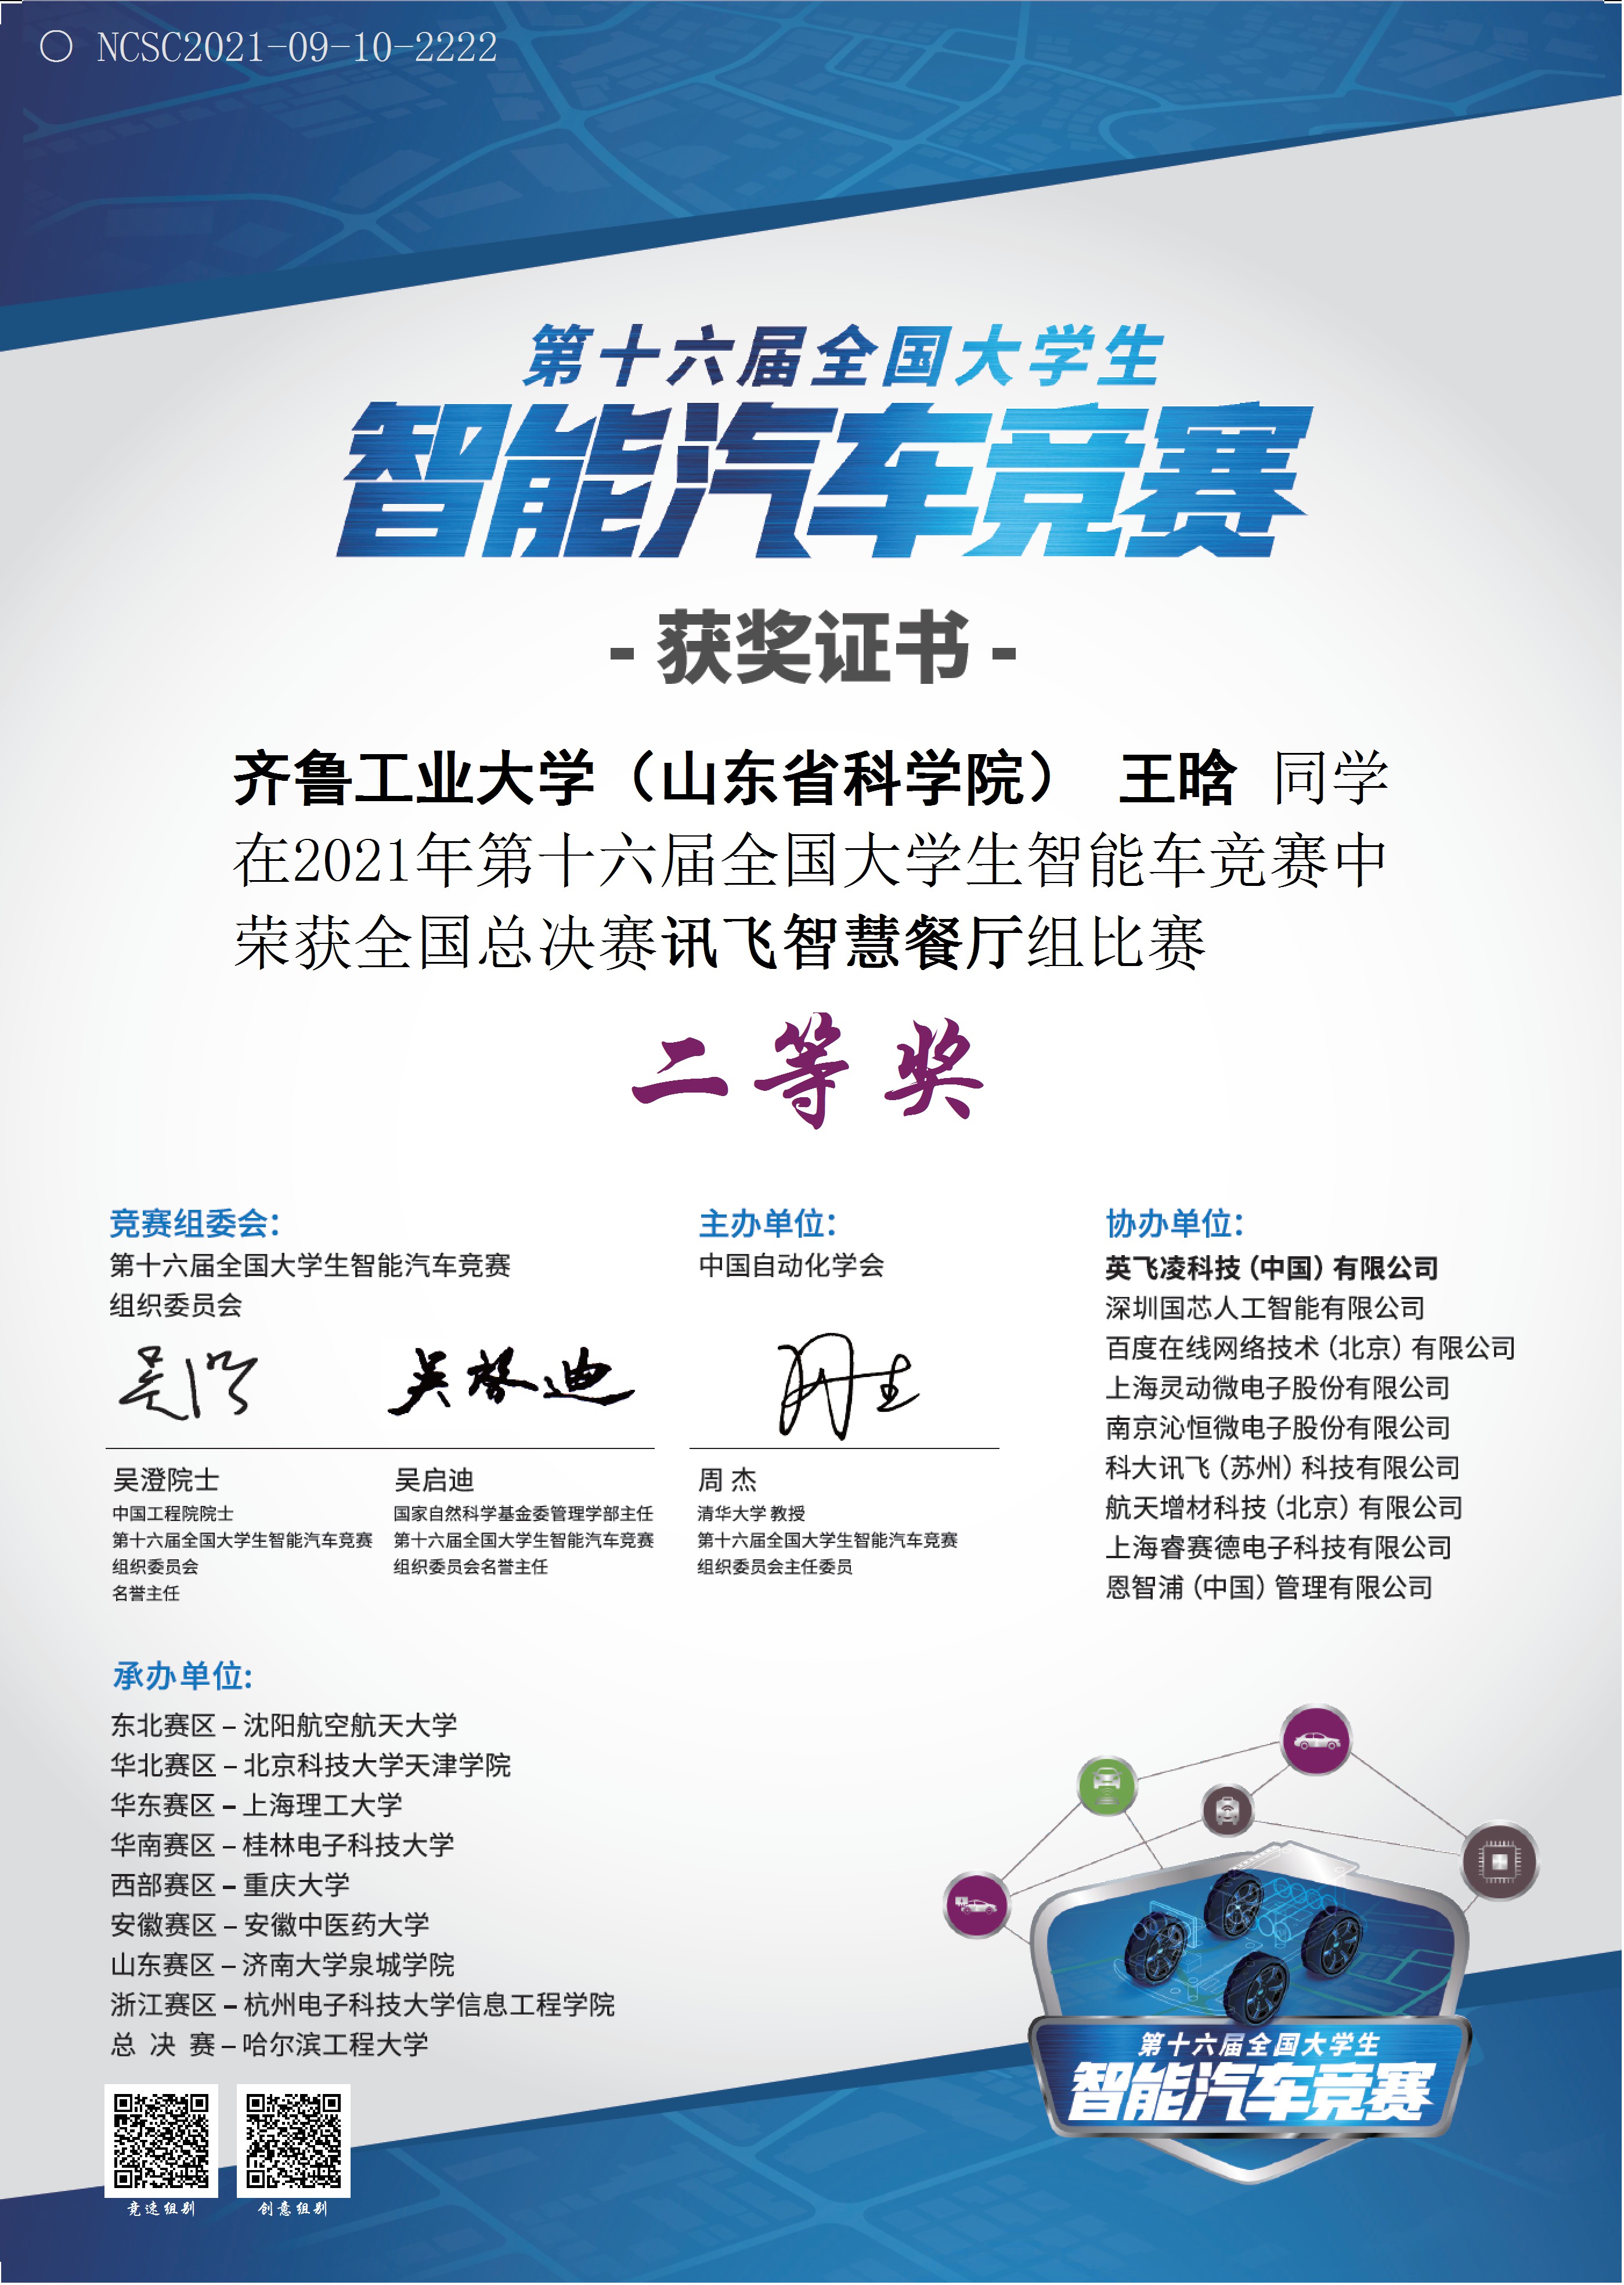 ○ NCSC2021-09-10-2222
第十六届全国大学生
智能汽车竞赛
- 获奖证书 -
齐鲁工业大学（山东省科学院） 王晗 同学
在2021年第十六届全国大学生智能车竞赛中
荣获全国总决赛讯飞智慧餐厅组比赛
二等奖
竞赛组委会：
第十六届全国大学生智能汽车竞赛
组织委员会
吴澄
吴启迪
吴澄院士
中国工程院院士
第十六届全国大学生智能汽车竞赛
组织委员会
名誉主任
吴启迪
国家自然科学基金委管理学部主任
第十六届全国大学生智能汽车竞赛
组织委员会名誉主任
主办单位：
中国自动化学会
周 杰
清华大学 教授
第十六届全国大学生智能汽车竞赛
组织委员会主任委员
协办单位：
英飞凌科技（中国）有限公司
深圳国芯人工智能有限公司
百度在线网络技术（北京）有限公司
上海灵动微电子股份有限公司
南京沁恒微电子股份有限公司
科大讯飞（苏州）科技有限公司
航天增材科技（北京）有限公司
上海睿赛德电子科技有限公司
恩智浦（中国）管理有限公司
承办单位：
东北赛区 – 沈阳航空航天大学
华北赛区 – 北京科技大学天津学院
华东赛区 – 上海理工大学
华南赛区 – 桂林电子科技大学
西部赛区 – 重庆大学
安徽赛区 – 安徽中医药大学
山东赛区 – 济南大学泉城学院
浙江赛区 – 杭州电子科技大学信息工程学院
总 决 赛 – 哈尔滨工程大学
竞速组别
创意组别
第十六届全国大学生
智能汽车竞赛